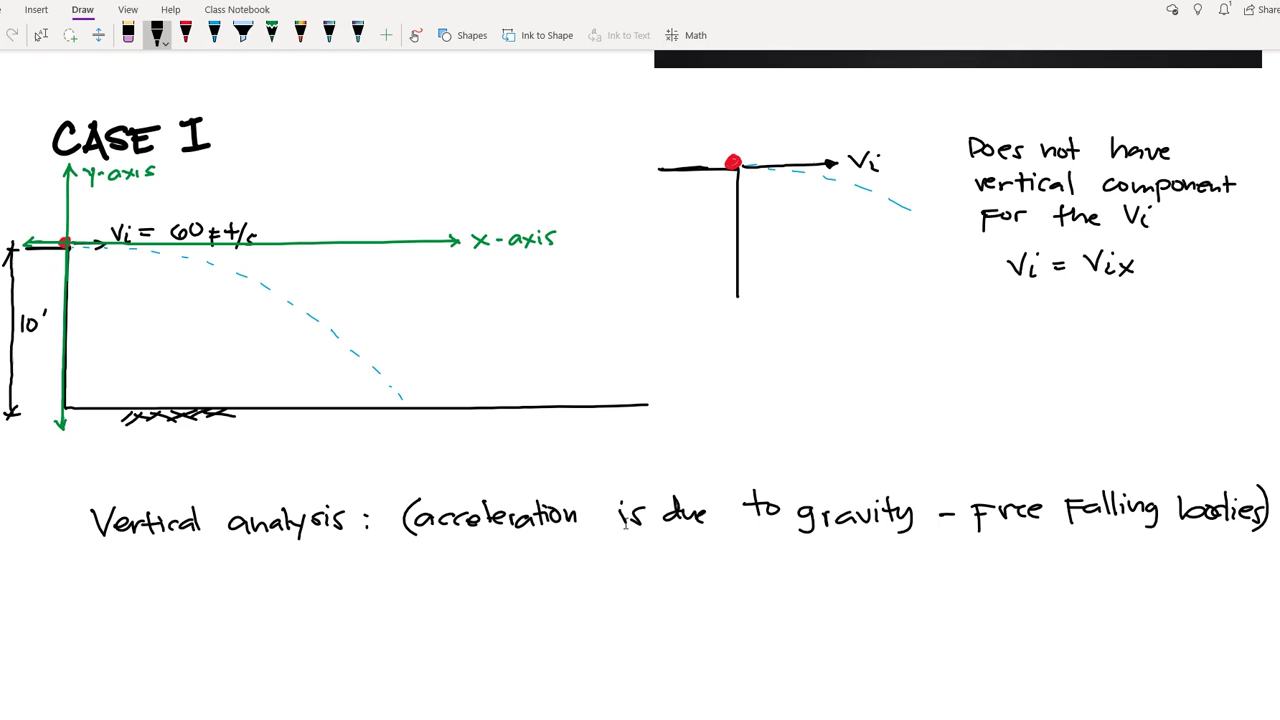 Insert Draw View Help Class Notebook Share
Shapes Ink to Shape Ink to Text Math
CASE I
y-axis
Vi = 60 ft/s
x-axis
10'
Vi
Does not have
vertical component
for the Vi
Vi = Vix
Vertical analysis: (acceleration is due to gravity - Free Falling bodies)